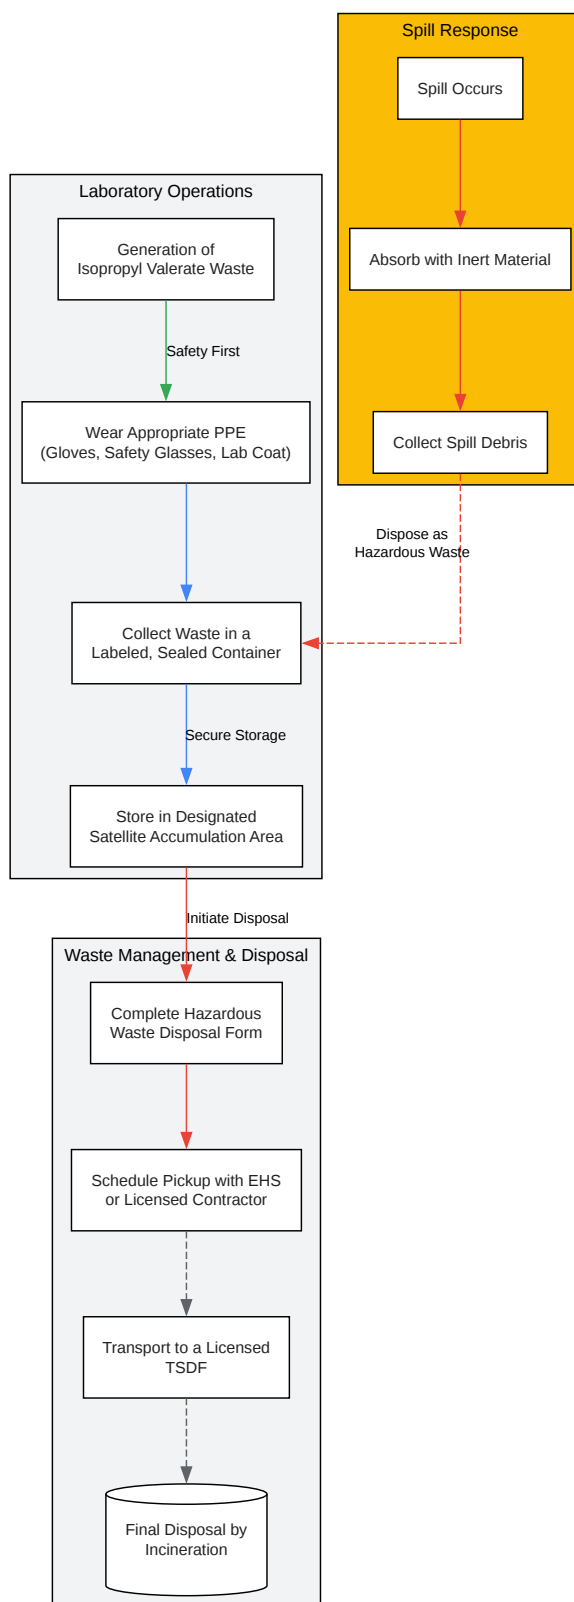 Spill Response
Spill Occurs
Absorb with Inert Material
Collect Spill Debris
Dispose as
Hazardous Waste
Laboratory Operations
Generation of
Isopropyl Valerate Waste
Safety First
Wear Appropriate PPE
(Gloves, Safety Glasses, Lab Coat)
Collect Waste in a
Labeled, Sealed Container
Secure Storage
Store in Designated
Satellite Accumulation Area
Initiate Disposal
Waste Management & Disposal
Complete Hazardous
Waste Disposal Form
Schedule Pickup with EHS
or Licensed Contractor
Transport to a Licensed
TSDF
Final Disposal by
Incineration